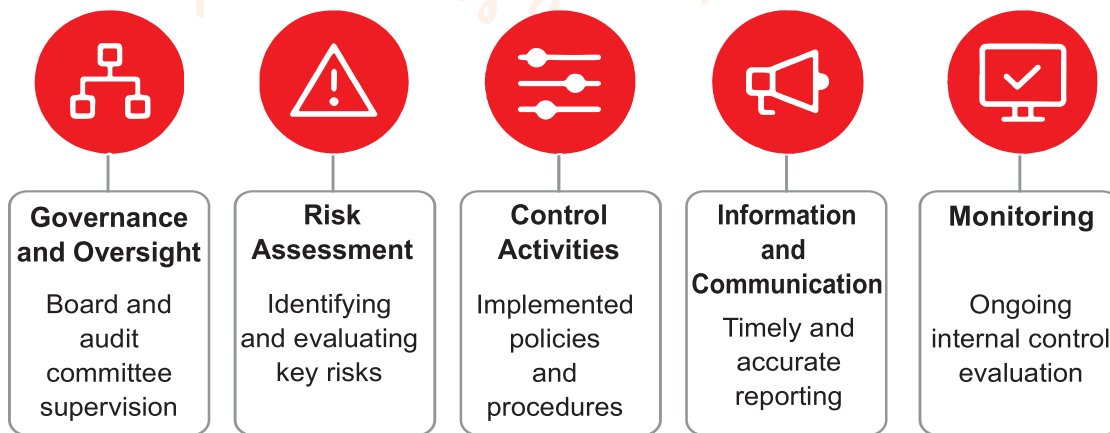 Governance
and Oversight
Board and
audit
committee
supervision
Risk
Assessment
Identifying
and evaluating
key risks
Control
Activities
Implemented
policies
and
procedures
Information
and
Communication
Timely and
accurate
reporting
Monitoring
Ongoing
internal control
evaluation